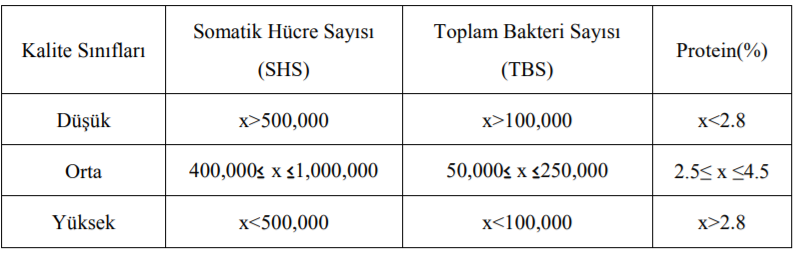 Kalite Sınıfları
Somatik Hücre Sayısı
(SHS)
Toplam Bakteri Sayısı
(TBS)
Protein(%)
Düşük
x>500,000
x>100,000
x<2.8
Orta
400,000≤ x ≤1,000,000
50,000≤ x ≤250,000
2.5≤ x ≤4.5
Yüksek
x<500,000
x<100,000
x>2.8